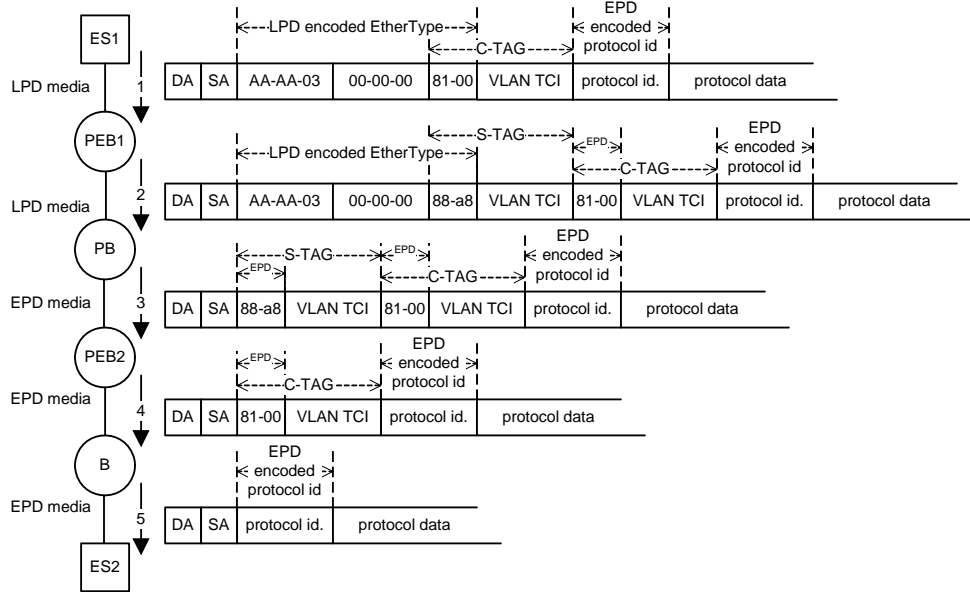 EPD
ES1
LPD encoded EtherType
encoded
C-TAG
protocol id
LPD media
1
DA SA AA-AA-03 00-00-00 81-00 VLAN TCI protocol id. protocol data
PEB1
S-TAG
EPD
LPD encoded EtherType
EPD
encoded
C-TAG
protocol id
LPD media
2
DA SA AA-AA-03 00-00-00 88-a8 VLAN TCI 81-00 VLAN TCI protocol id. protocol data
PB
EPD
S-TAG
EPD
encoded
EPD
C-TAG
protocol id
EPD media
3
DA SA 88-a8 VLAN TCI 81-00 VLAN TCI protocol id. protocol data
PEB2
EPD
EPD
encoded
C-TAG
protocol id
EPD media
4
DA SA 81-00 VLAN TCI protocol id. protocol data
B
EPD
encoded
protocol id
EPD media
5
DA SA protocol id. protocol data
ES2